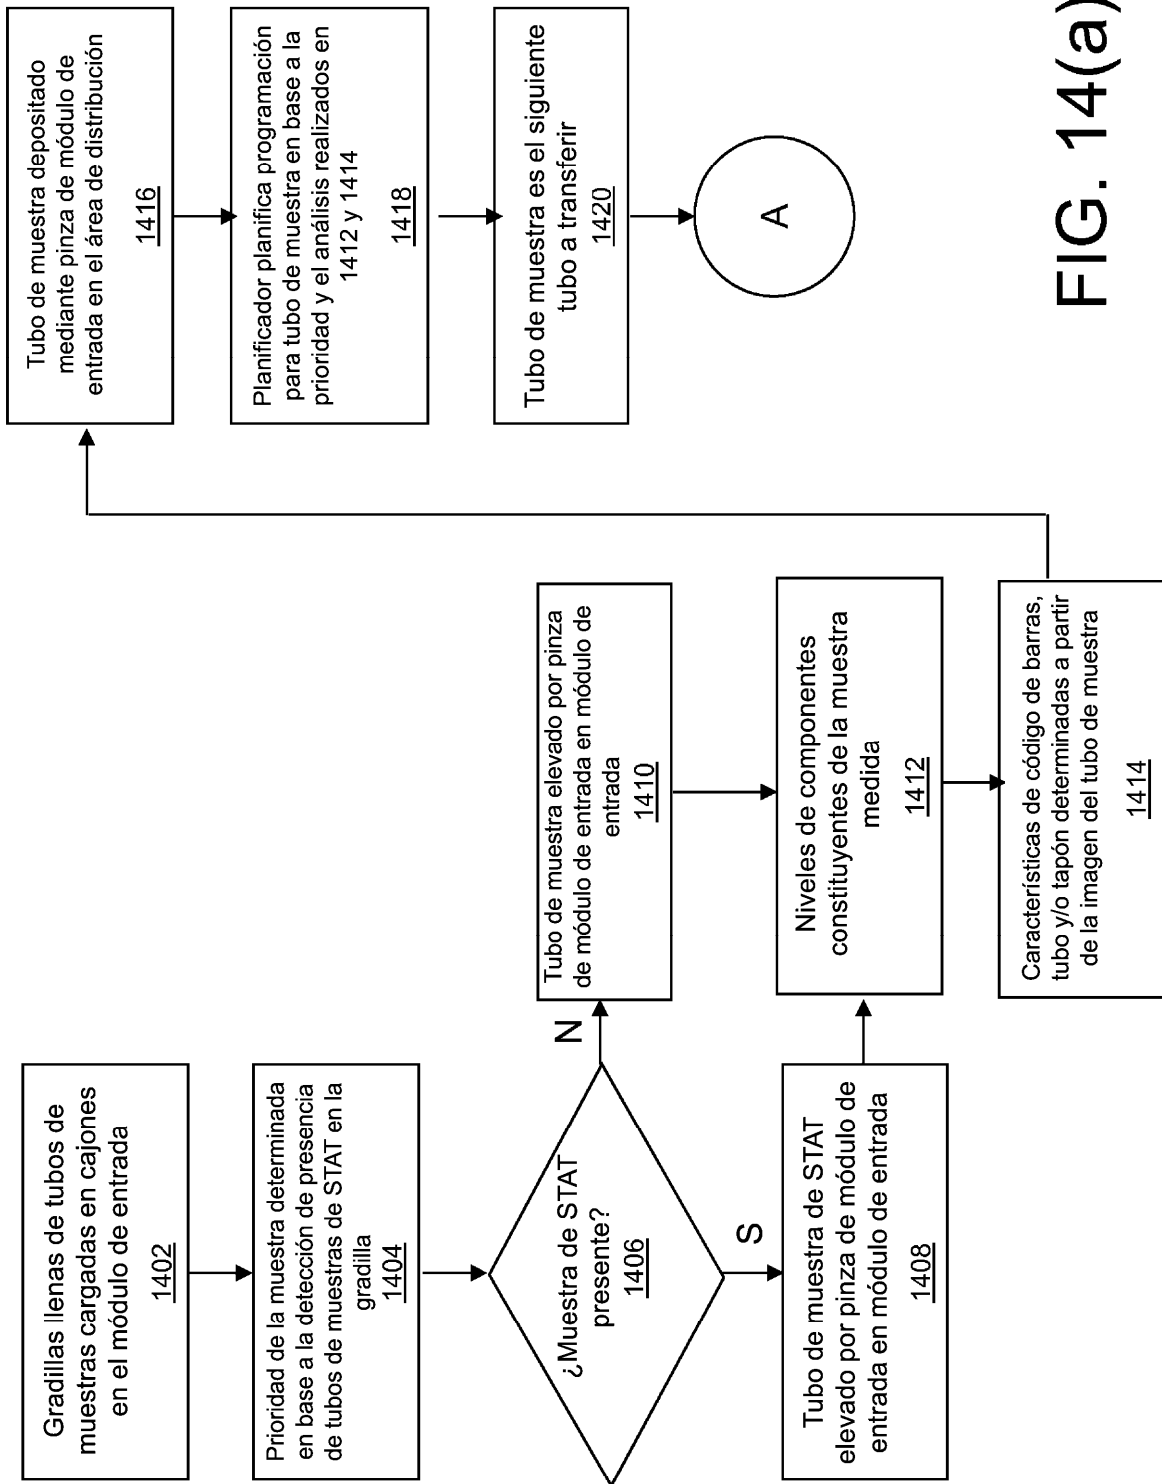 Gradillas llenas de tubos de
muestras cargadas en cajones
en el módulo de entrada
1402
Prioridad de la muestra determinada
en base a la detección de presencia
de tubos de muestras de STAT en la
gradilla
1404
¿Muestra de STAT
presente?
1406
N
S
Tubo de muestra de STAT
elevado por pinza de módulo de
entrada en módulo de entrada
1408
Tubo de muestra elevado por pinza
de módulo de entrada en módulo de
entrada
1410
Niveles de componentes
constituyentes de la muestra
medida
1412
Características de código de barras,
tubo y/o tapón determinadas a partir
de la imagen del tubo de muestra
1414
Tubo de muestra depositado
mediante pinza de módulo de
entrada en el área de distribución
1416
Planificador planifica programación
para tubo de muestra en base a la
prioridad y el análisis realizados en
1412 y 1414
1418
Tubo de muestra es el siguiente
tubo a transferir
1420
A
FIG. 14(a)